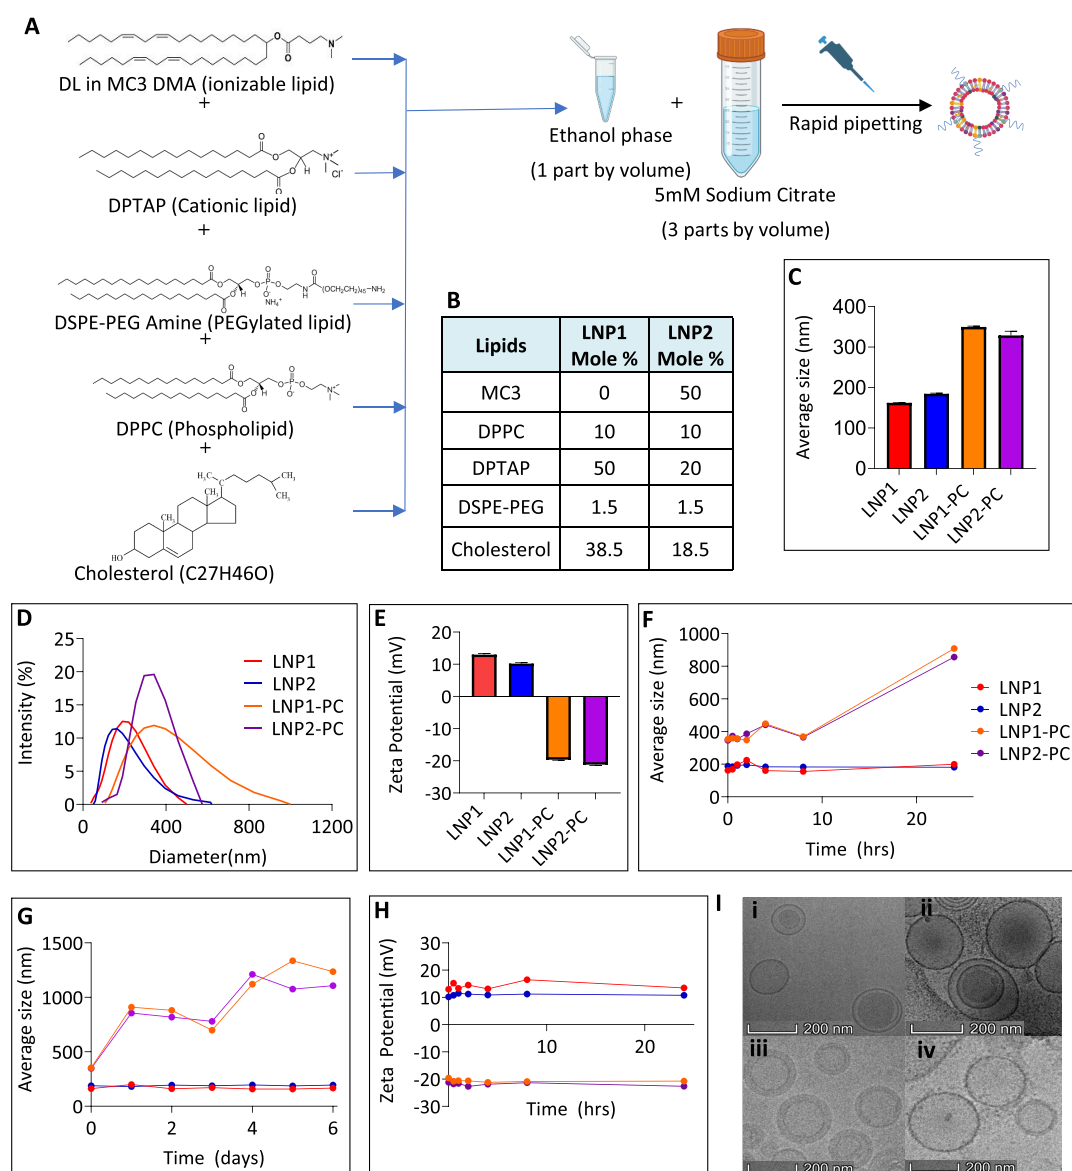 A
DL in MC3 DMA (ionizable lipid)
+
DPTAP (Cationic lipid)
+
DSPE-PEG Amine (PEGylated lipid)
+
DPPC (Phospholipid)
+
Cholesterol (C27H46O)
Ethanol phase
(1 part by volume)
+
5mM Sodium Citrate
(3 parts by volume)
Rapid pipetting
B
Lipids LNP1 Mole % LNP2 Mole %
MC3 0 50
DPPC 10 10
DPTAP 50 20
DSPE-PEG 1.5 1.5
Cholesterol 38.5 18.5
C
Average size (nm)
400
300
200
100
0
LNP1 LNP2 LNP1-PC LNP2-PC
D
Intensity (%)
25
20
15
10
5
0
0 400 800 1200
Diameter(nm)
LNP1
LNP2
LNP1-PC
LNP2-PC
E
Zeta Potential (mV)
20
10
0
-10
-20
-30
LNP1 LNP2 LNP1-PC LNP2-PC
F
Average size (nm)
1000
800
600
400
200
0
0 10 20
Time (hrs)
LNP1
LNP2
LNP1-PC
LNP2-PC
G
Average size (nm)
1500
1000
500
0
0 2 4 6
Time (days)
H
Zeta Potential (mV)
30
20
10
0
-10
-20
-30
10 20
Time (hrs)
I
i
200 nm
ii
200 nm
iii
200 nm
iv
200 nm